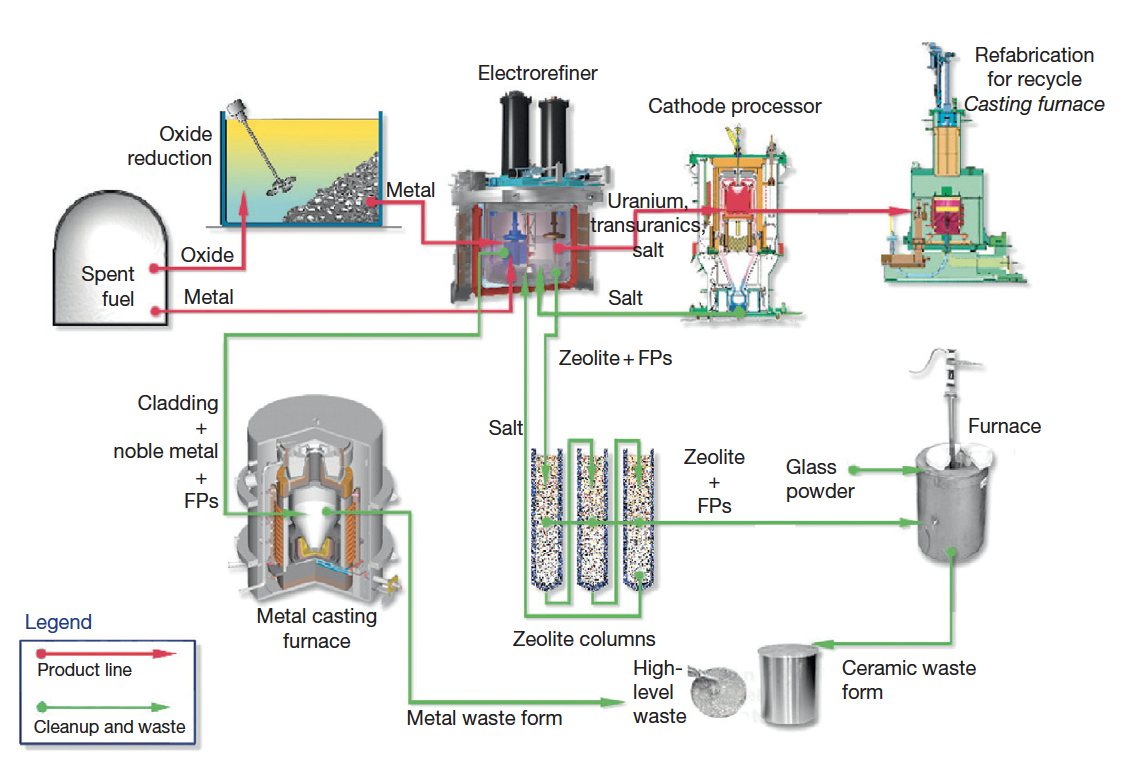 Electrorefiner
Refabrication
for recycle
Casting furnace
Cathode processor
Oxide
reduction
Metal
Uranium,
transuranics,
salt
Spent
fuel
Oxide
Metal
Salt
Zeolite + FPs
Cladding
+
noble metal
+
FPs
Salt
Zeolite
+
FPs
Glass
powder
Furnace
Metal casting
furnace
Zeolite columns
Legend
Product line
Cleanup and waste
High-
level
waste
Metal waste form
Ceramic waste
form